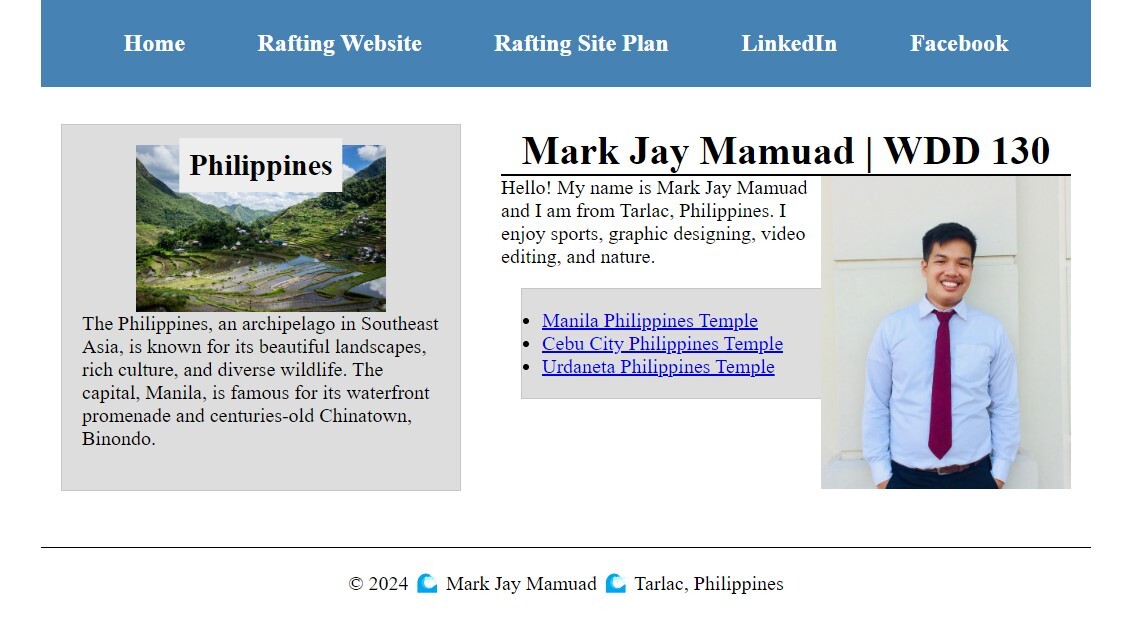 Home Rafting Website Rafting Site Plan LinkedIn Facebook
Philippines
The Philippines, an archipelago in Southeast
Asia, is known for its beautiful landscapes,
rich culture, and diverse wildlife. The
capital, Manila, is famous for its waterfront
promenade and centuries-old Chinatown,
Binondo.
Mark Jay Mamuad | WDD 130
Hello! My name is Mark Jay Mamuad
and I am from Tarlac, Philippines. I
enjoy sports, graphic designing, video
editing, and nature.
Manila Philippines Temple
Cebu City Philippines Temple
Urdaneta Philippines Temple
© 2024 🌊 Mark Jay Mamuad 🌊 Tarlac, Philippines